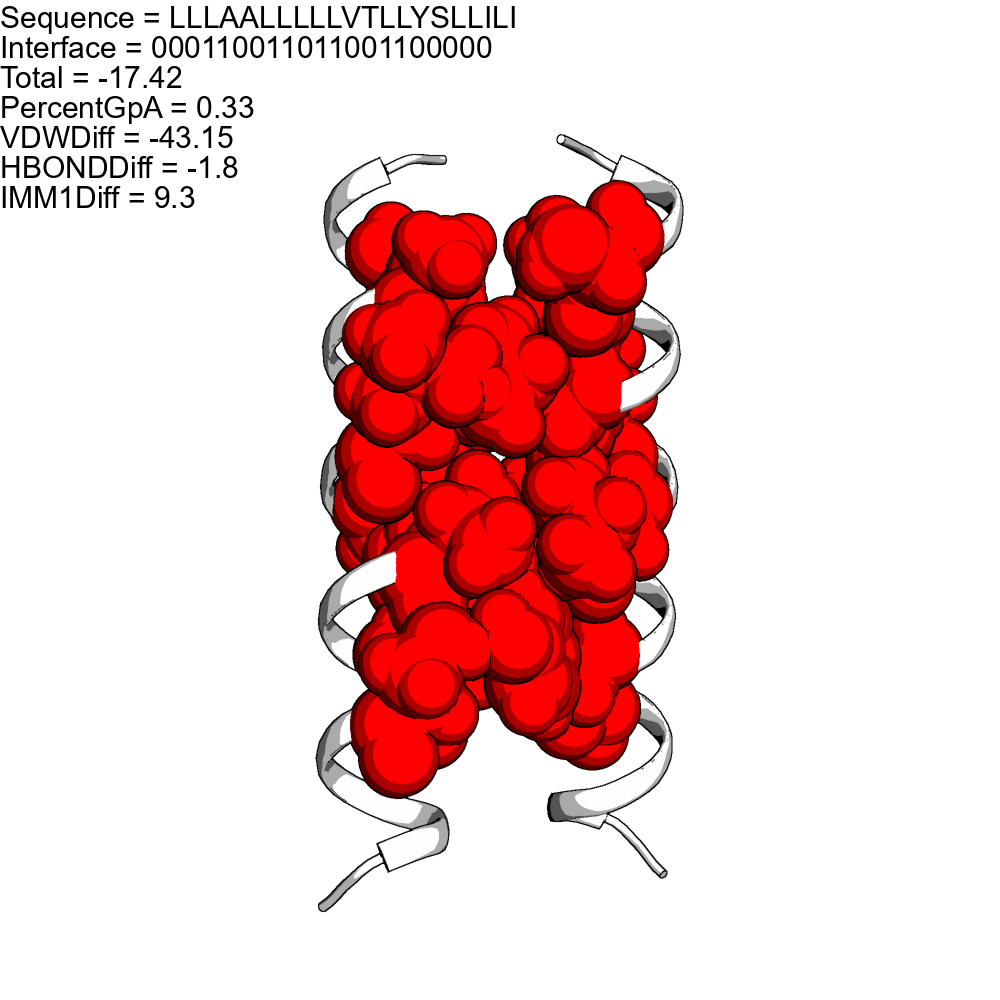 Sequence = LLLAALLLLLVTLLYSLLILI
Interface = 000110011011001100000
Total = -17.42
PercentGpA = 0.33
VDWDiff = -43.15
HBONDDiff = -1.8
IMM1Diff = 9.3